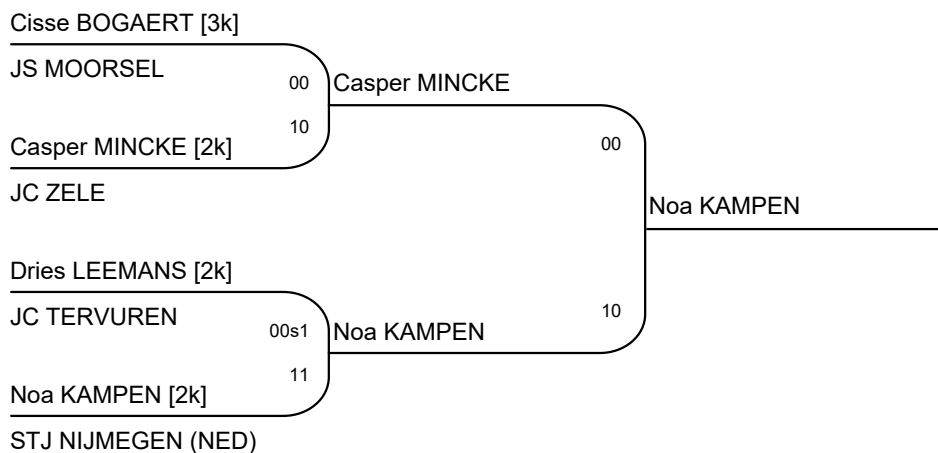 Cisse BOGAERT [3k]
JS MOORSEL
00
Casper MINCKE
10
Casper MINCKE [2k]
00
JC ZELE
Noa KAMPEN
Dries LEEMANS [2k]
JC TERVUREN
00s1
Noa KAMPEN
10
11
Noa KAMPEN [2k]
STJ NIJMEGEN (NED)